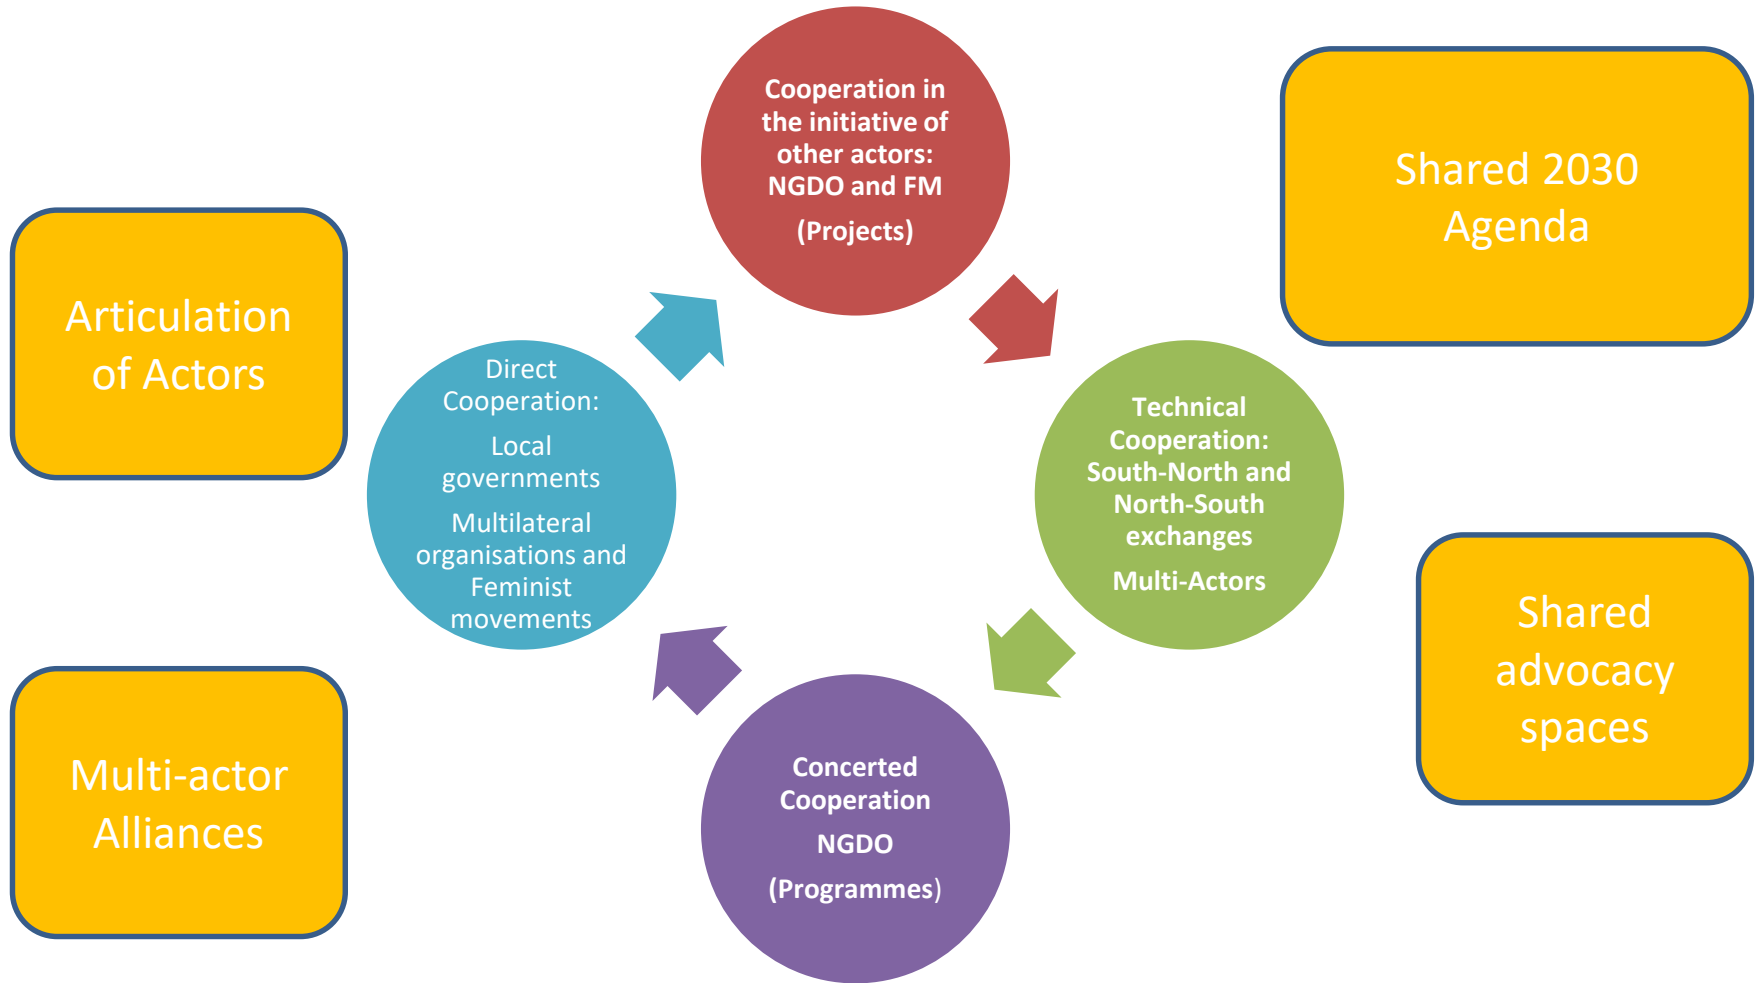 Cooperation in
the initiative of
other actors:
NGDO and FM
(Projects)
Shared 2030
Agenda
Articulation
of Actors
Direct
Cooperation:
Local
governments
Multilateral
organisations and
Feminist
movements
Technical
Cooperation:
South-North and
North-South
exchanges
Multi-Actors
Shared
advocacy
spaces
Multi-actor
Alliances
Concerted
Cooperation
NGDO
(Programmes)